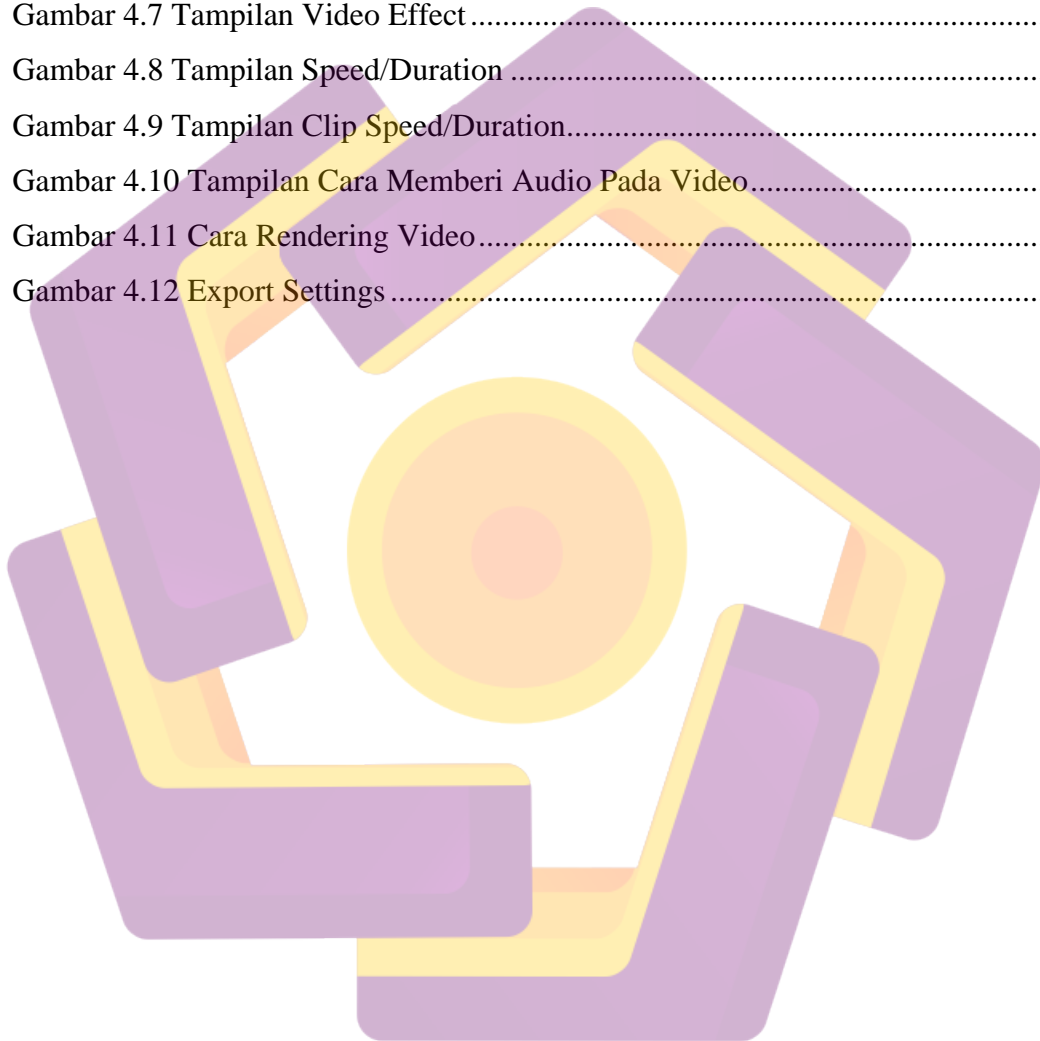 Gambar 4.7 Tampilan Video Effect ..........................................................................
Gambar 4.8 Tampilan Speed/Duration .....................................................................
Gambar 4.9 Tampilan Clip Speed/Duration..............................................................
Gambar 4.10 Tampilan Cara Memberi Audio Pada Video......................................
Gambar 4.11 Cara Rendering Video.........................................................................
Gambar 4.12 Export Settings ....................................................................................